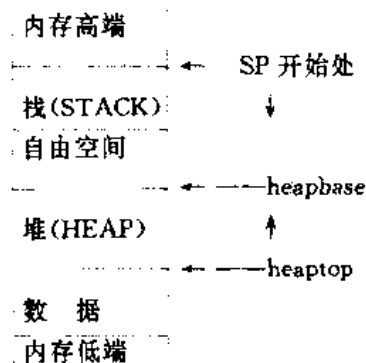 内存高端
SP 开始处
栈(STACK)
自由空间
heapbase
堆(HEAP)
heaptop
数 据
内存低端